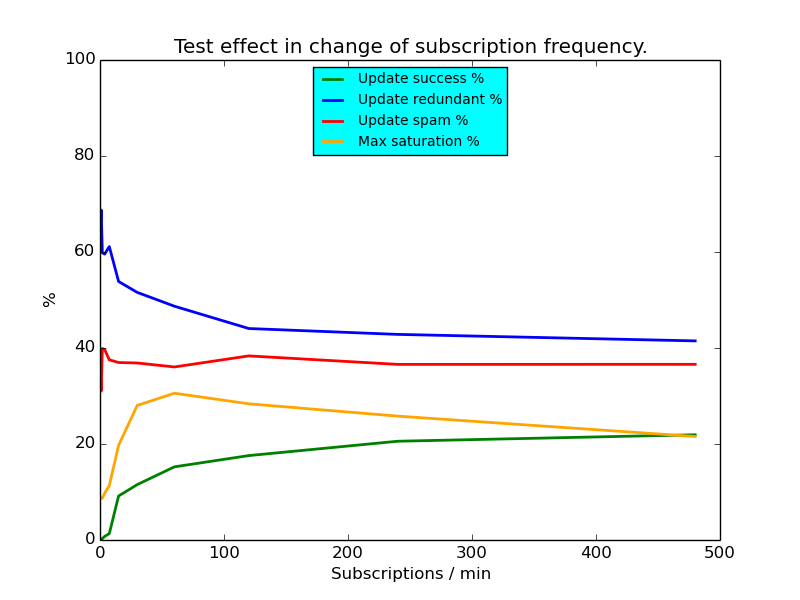 Test effect in change of subscription frequency.
100
80
60
40
20
0
%
Update success %
Update redundant %
Update spam %
Max saturation %
0 100 200 300 400 500
Subscriptions / min